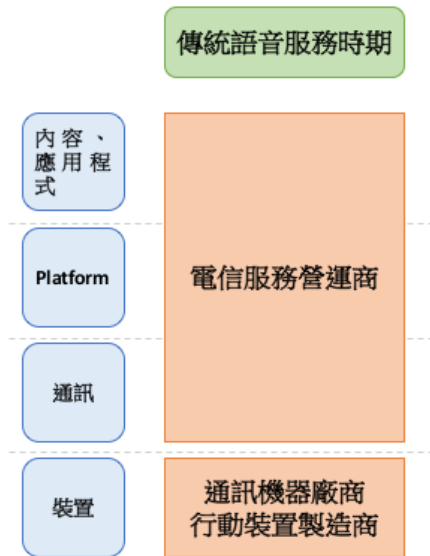 傳統語音服務時期
內容、
應用程
式
Platform
電信服務營運商
通訊
裝置
通訊機器廠商
行動裝置製造商